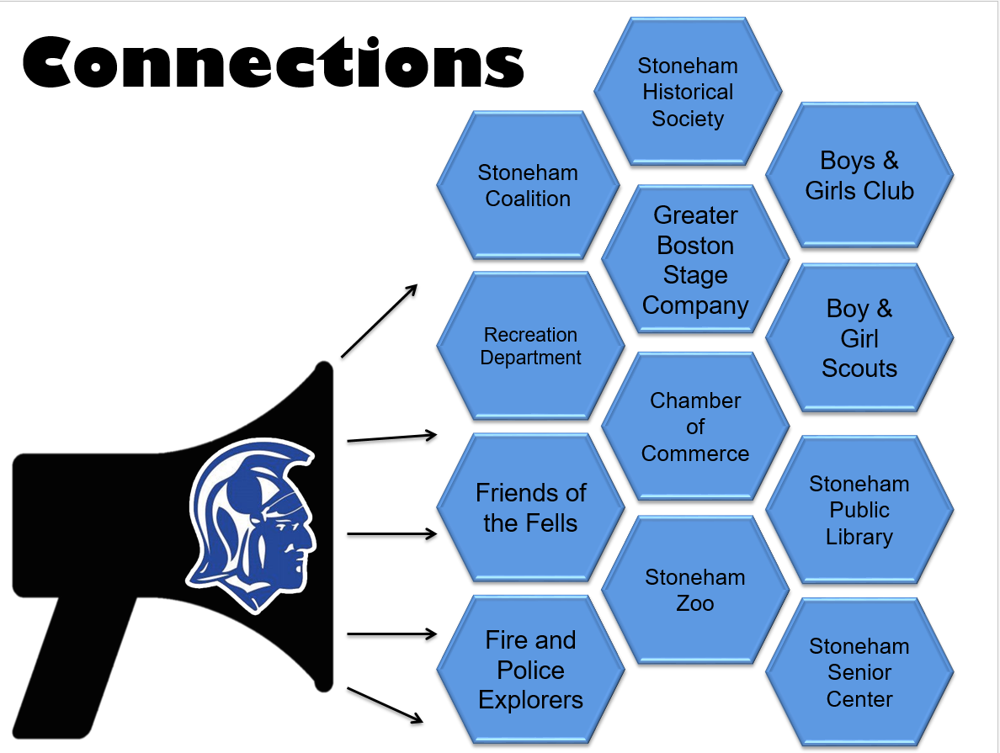 Connections
Stoneham
Historical
Society
Stoneham
Coalition
Boys &
Girls Club
Greater
Boston
Stage
Company
Recreation
Department
Boy &
Girl
Scouts
Chamber
of
Commerce
Friends of
the Fells
Stoneham
Public
Library
Stoneham
Zoo
Fire and
Police
Explorers
Stoneham
Senior
Center